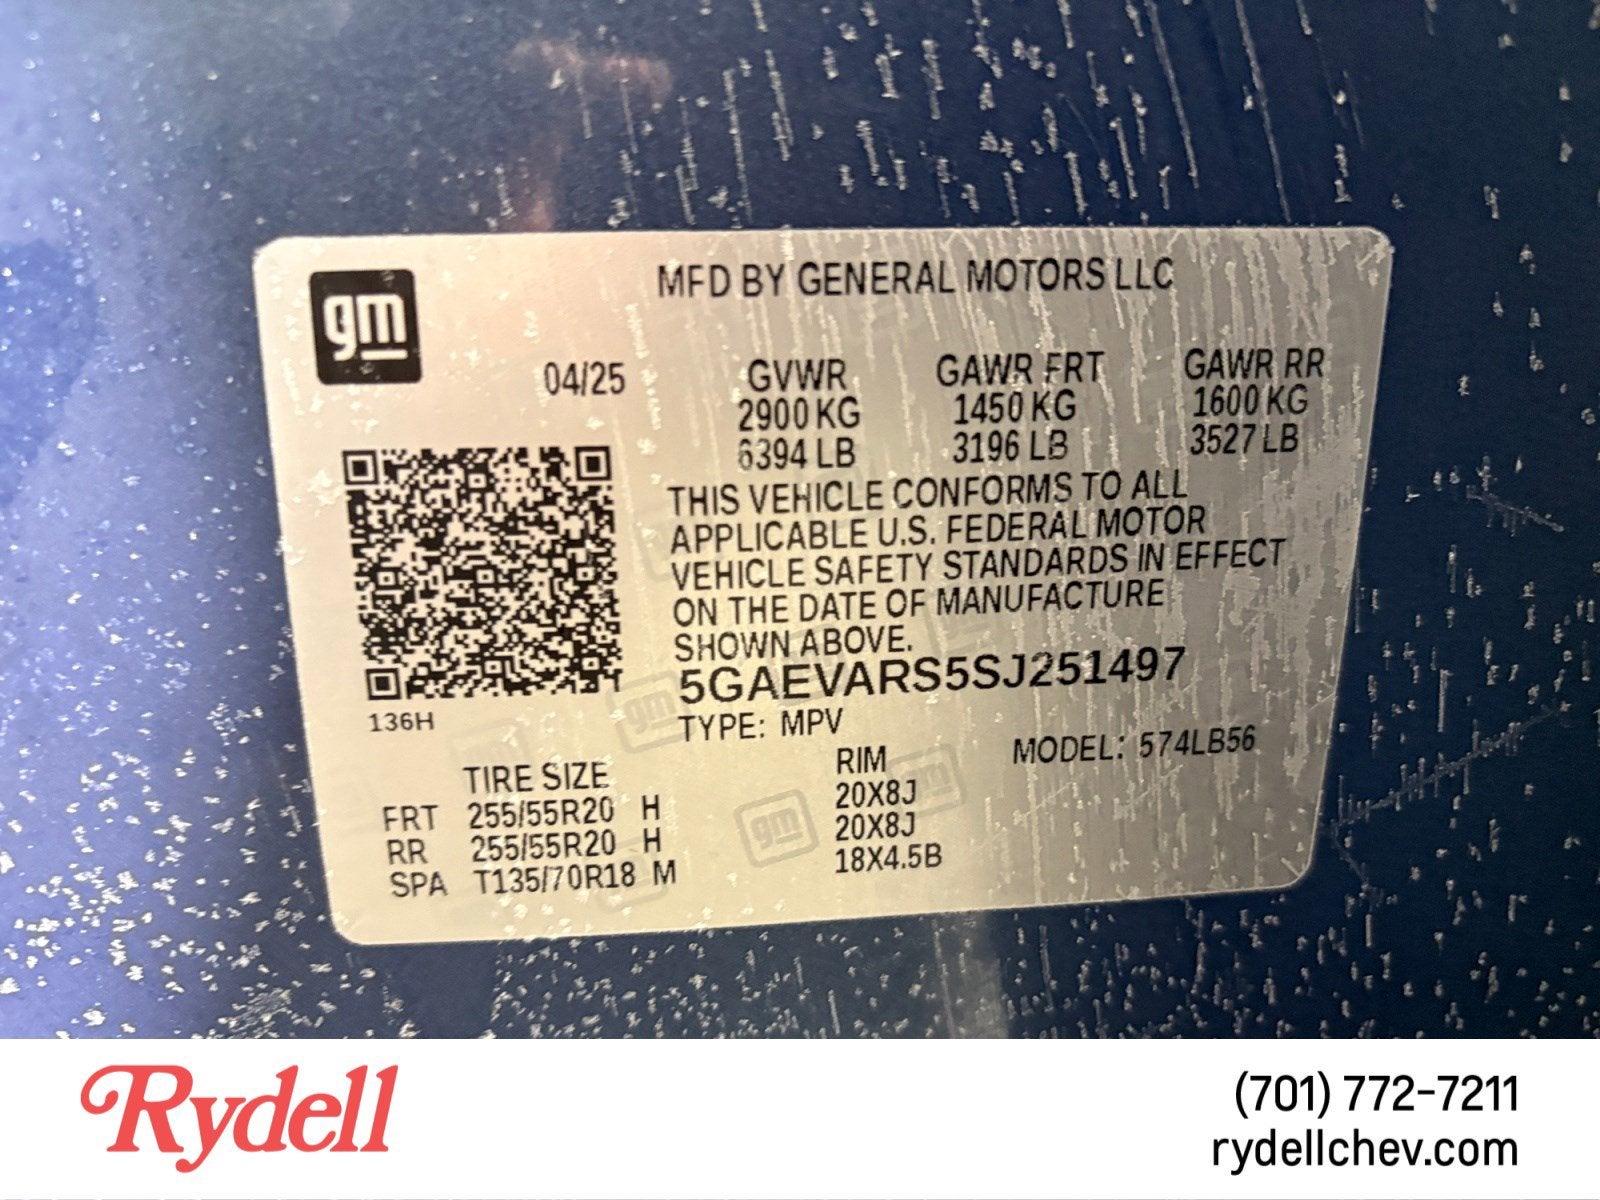 gm
MFD BY GENERAL MOTORS LLC
04/25
GVWR GAWR FRT GAWR RR
2900 KG 1450 KG 1600 KG
6394 LB 3196 LB 3527 LB
THIS VEHICLE CONFORMS TO ALL
APPLICABLE U.S. FEDERAL MOTOR
VEHICLE SAFETY STANDARDS IN EFFECT
ON THE DATE OF MANUFACTURE
SHOWN ABOVE.
5GAEVARS5SJ251497
136H
TYPE: MPV MODEL: 574LB56
TIRE SIZE RIM
FRT 255/55R20 H 20X8J
RR 255/55R20 H 20X8J
SPA T135/70R18 M 18X4.5B
gm
gm
gm
Rydell
(701) 772-7211
rydellchev.com